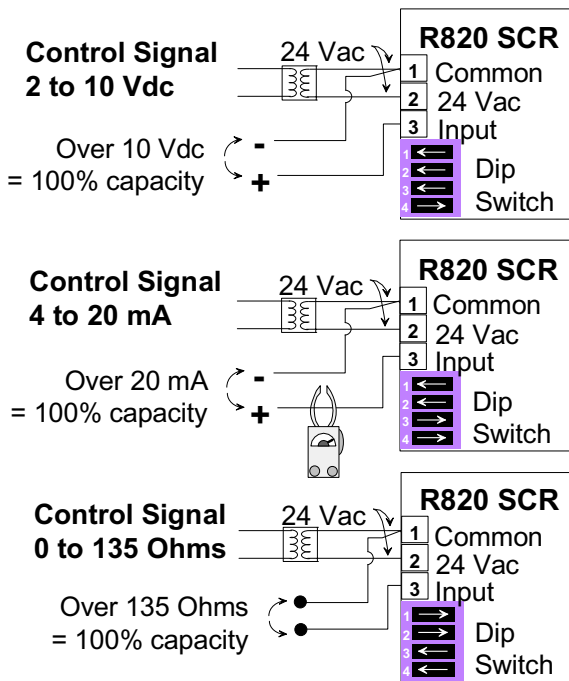 Control Signal
2 to 10 Vdc
24 Vac
R820 SCR
1 Common
2 24 Vac
3 Input
Over 10 Vdc
= 100% capacity
-
+
1
2
3
4
Dip
Switch
Control Signal
4 to 20 mA
24 Vac
R820 SCR
1 Common
2 24 Vac
3 Input
Over 20 mA
= 100% capacity
-
+
1
2
3
4
Dip
Switch
Control Signal
0 to 135 Ohms
24 Vac
R820 SCR
1 Common
2 24 Vac
3 Input
Over 135 Ohms
= 100% capacity
1
2
3
4
Dip
Switch